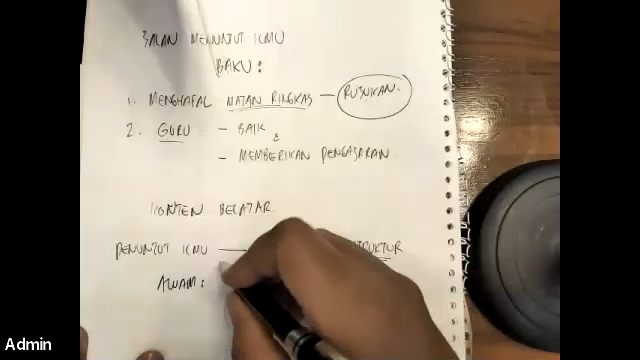 JALAN MENUNTUT ILMU
BAKU:
1. MENGHAFAL MATAN RINGKAS — RUJUKAN.
2. GURU - BAIK
&
- MEMBERIKAN PENGAJARAN
KONTEN BELAJAR
PENUNTUT ILMU — STRUKTUR
AWAM:
Admin